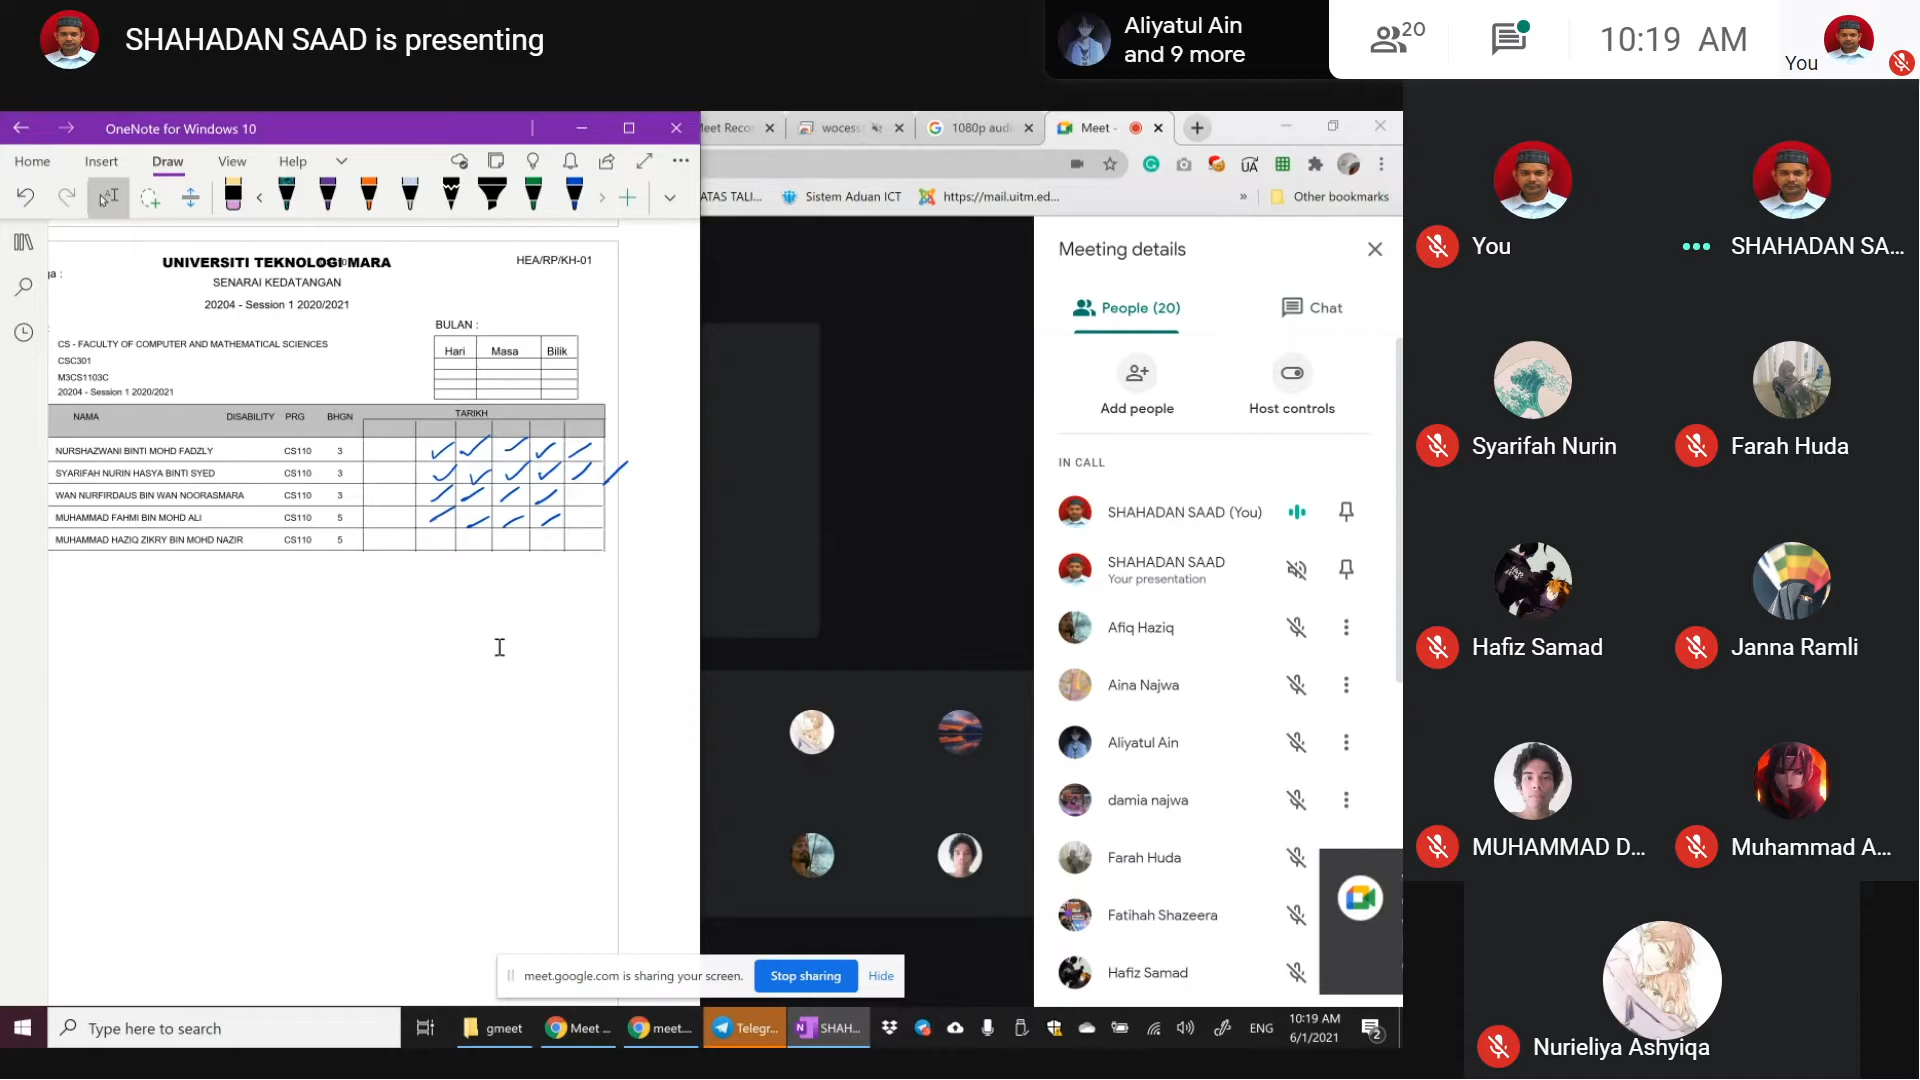 SHAHADAN SAAD is presenting
Aliyatul Ain
and 9 more
20
10:19 AM
You
OneNote for Windows 10
Home Insert Draw View Help
UNIVERSITI TEKNOLOGI MARA
HEA/RP/KH-01
SENARAI KEDATANGAN
20204 - Session 1 2020/2021
BULAN :
Hari Masa Bilik
CS - FACULTY OF COMPUTER AND MATHEMATICAL SCIENCES
CSC301
M3CS1103C
20204 - Session 1 2020/2021
NAMA DISABILITY PRG BHGN TARIKH
NURSHAZWANI BINTI MOHD FADZLY CS110 3
SYARIFAH NURIN HASYA BINTI SYED CS110 3
WAN NURFIRDAUS BIN WAN NOORASMARA CS110 3
MUHAMMAD FAHMI BIN MOHD ALI CS110 5
MUHAMMAD HAZIQ ZIKRY BIN MOHD NAZIR CS110 5
leet Recor wocess 1080p audi Meet -
ATAS TALI... Sistem Aduan ICT https://mail.uitm.ed... » Other bookmarks
Meeting details
People (20) Chat
Add people Host controls
IN CALL
SHAHADAN SAAD (You)
SHAHADAN SAAD
Your presentation
Afiq Haziq
Aina Najwa
Aliyatul Ain
damia najwa
Farah Huda
Fatihah Shazeera
Hafiz Samad
You
SHAHADAN SA...
Syarifah Nurin
Farah Huda
Hafiz Samad
Janna Ramli
MUHAMMAD D...
Muhammad A...
Nurieliya Ashyiqa
meet.google.com is sharing your screen. Stop sharing Hide
Type here to search
gmeet Meet ... meet.... Telegr... SHAH... ENG
10:19 AM
6/1/2021
2